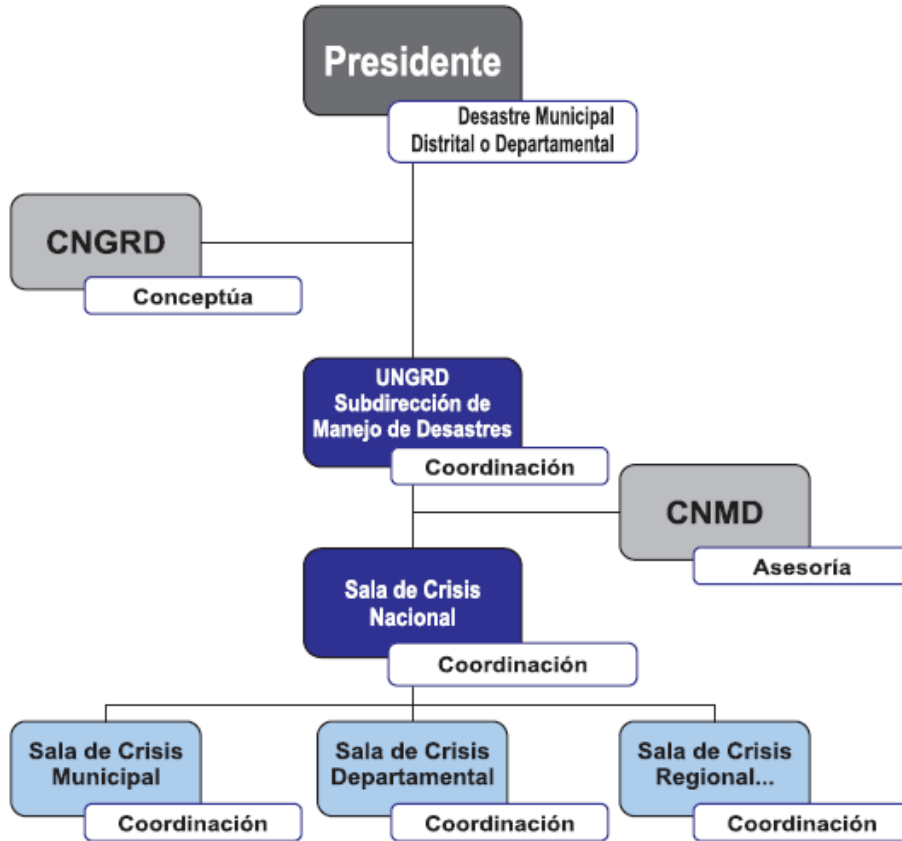 Presidente
Desastre Municipal
Distrital o Departamental
CNGRD
Conceptúa
UNGRD
Subdirección de
Manejo de Desastres
Coordinación
CNMD
Asesoría
Sala de Crisis
Nacional
Coordinación
Sala de Crisis
Municipal
Coordinación
Sala de Crisis
Departamental
Coordinación
Sala de Crisis
Regional...
Coordinación